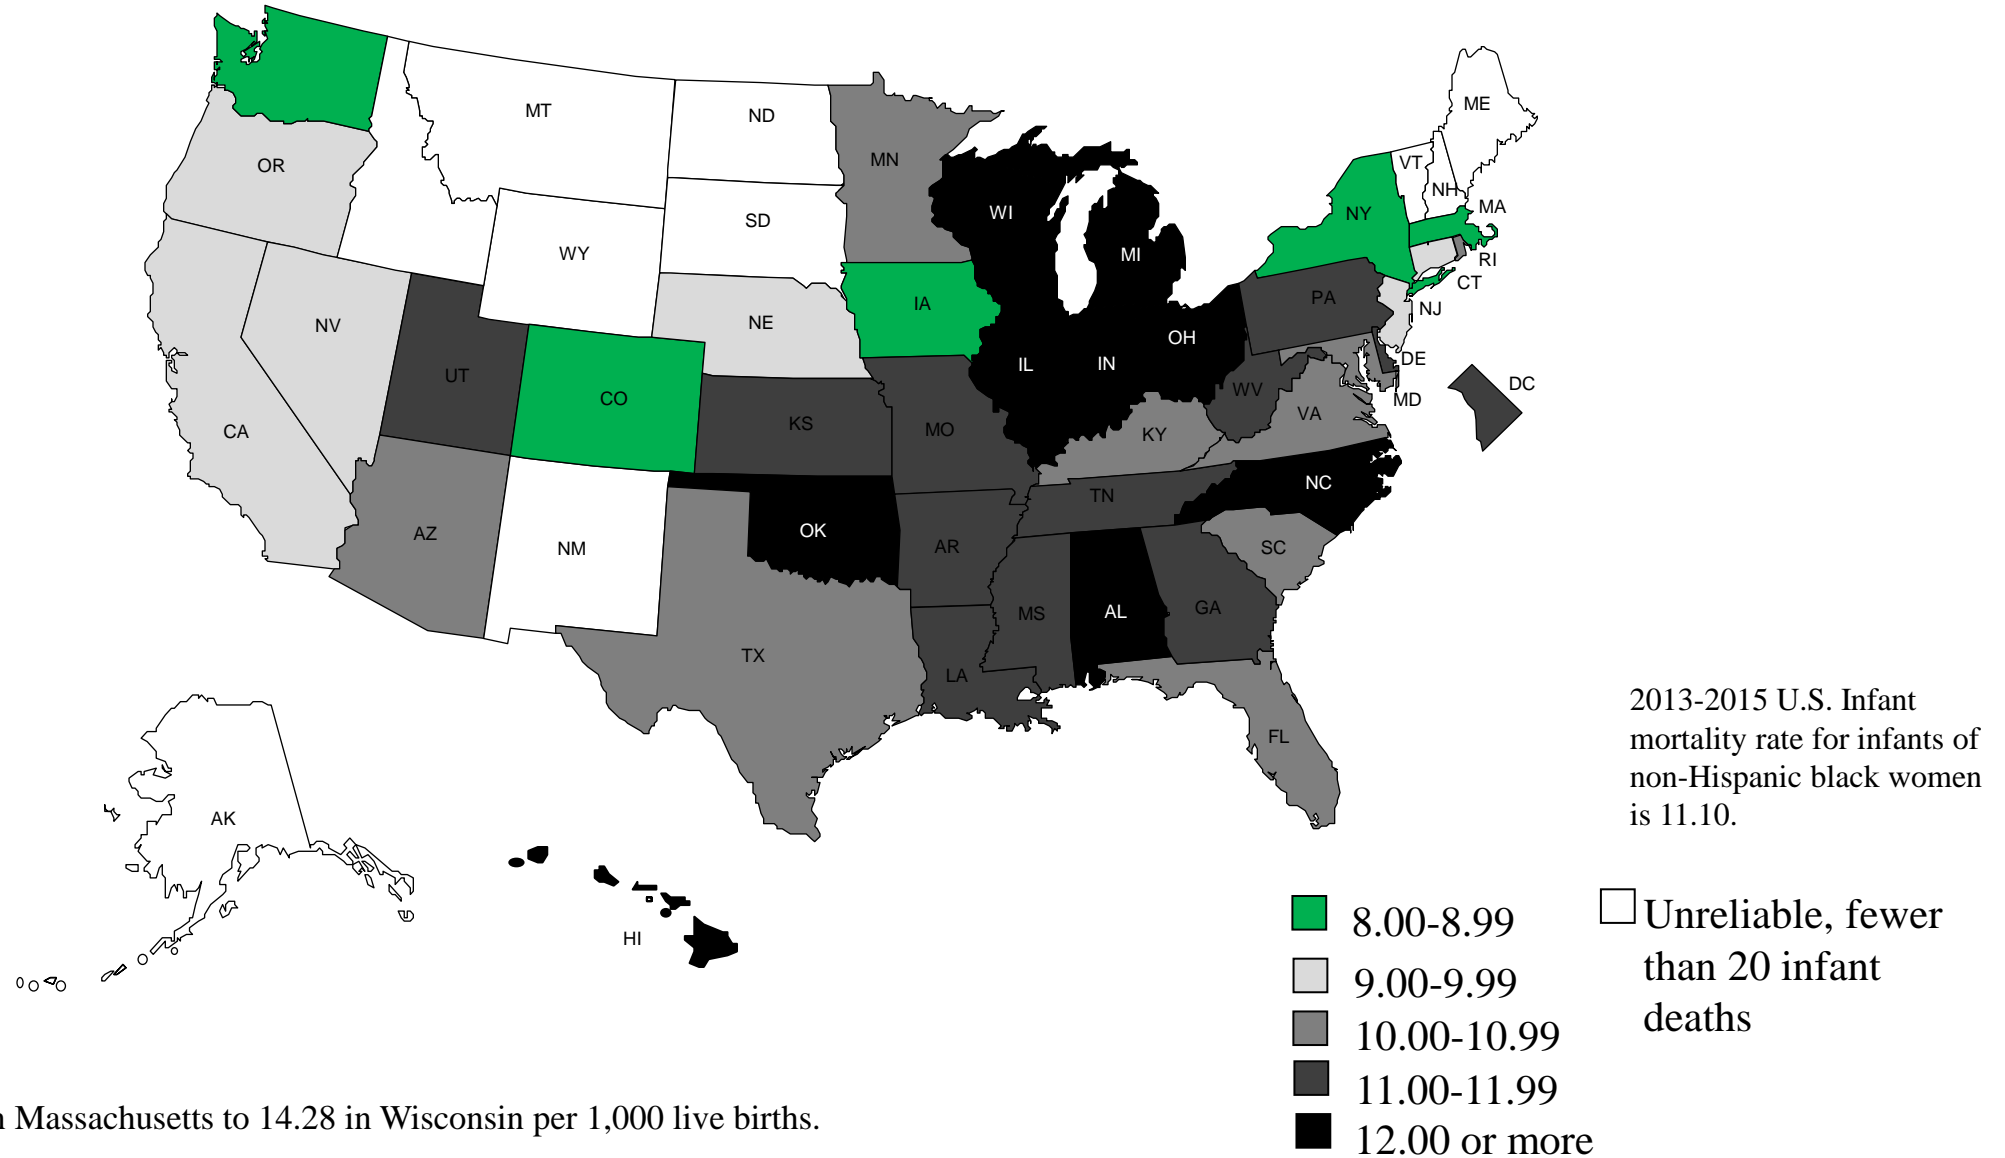 MT
ND
ME
MN
VT
OR
NH
MA
WI
NY
SD
WY
MI
RI
CT
PA
IA
NJ
NE
NV
OH
DE
IL
IN
UT
DC
WV
CO
MD
VA
KS
CA
MO
KY
NC
TN
OK
AZ
AR
SC
NM
GA
MS
AL
TX
LA
FL
AK
HI
2013-2015 U.S. Infant
mortality rate for infants of
non-Hispanic black women
is 11.10.
8.00-8.99
9.00-9.99
10.00-10.99
11.00-11.99
12.00 or more
Unreliable, fewer
than 20 infant
deaths
Massachusetts to 14.28 in Wisconsin per 1,000 live births.